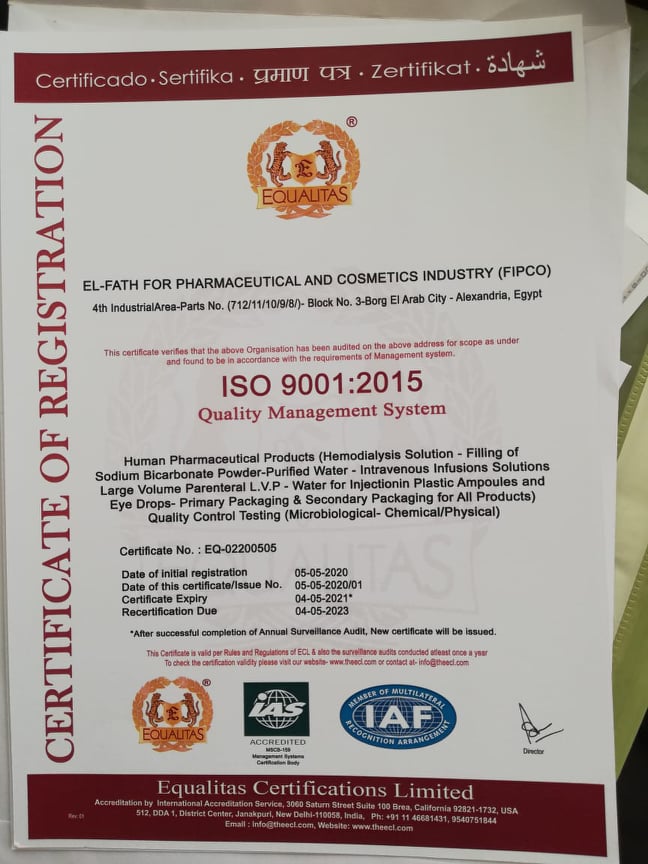 Certificado · Sertifika · प्रमाण पत्र · Zertifikat · شهادة
CERTIFICATE OF REGISTRATION
®
E
EQUALITAS
EL-FATH FOR PHARMACEUTICAL AND COSMETICS INDUSTRY (FIPCO)
4th IndustrialArea-Parts No. (712/11/10/9/8/)- Block No. 3-Borg El Arab City - Alexandria, Egypt
This certificate verifies that the above Organisation has been audited on the above address for scope as under
and found to be in accordance with the requirements of Management system.
ISO 9001:2015
Quality Management System
Human Pharmaceutical Products (Hemodialysis Solution - Filling of
Sodium Bicarbonate Powder-Purified Water - Intravenous Infusions Solutions
Large Volume Parenteral L.V.P - Water for Injectionin Plastic Ampoules and
Eye Drops- Primary Packaging & Secondary Packaging for All Products)
Quality Control Testing (Microbiological- Chemical/Physical)
EQUALITAS
Certificate No. : EQ-02200505
Date of initial registration 05-05-2020
Date of this certificate/Issue No. 05-05-2020/01
Certificate Expiry 04-05-2021*
Recertification Due 04-05-2023
*After successful completion of Annual Surveillance Audit, New certificate will be issued.
This Certificate is valid per Rules and Regulations of ECL & also the surveillance audits conducted atleast once a year
To check the certification validity please visit our website- www.theecl.com or contact at- info@theecl.com
®
E
EQUALITAS
IAS
ACCREDITED
MSCB-159
Management Systems
Certification Body
MEMBER OF MULTILATERAL
IAF
RECOGNITION ARRANGEMENT
Director
Equalitas Certifications Limited
Accreditation by International Accreditation Service, 3060 Saturn Street Suite 100 Brea, California 92821-1732, USA
Rev. 01
512, DDA 1, District Center, Janakpuri, New Delhi-110058, India, Ph: +91 11 46681431, 9540751844
Email : info@theecl.com, Website: www.theecl.com